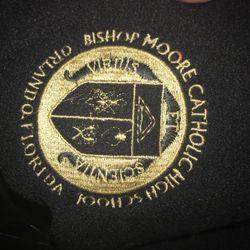 BISHOP MOORE CATHOLIC HIGH SCHOOL
ORLANDO, FLORIDA
VIRTUS
ET
SCIENTIA